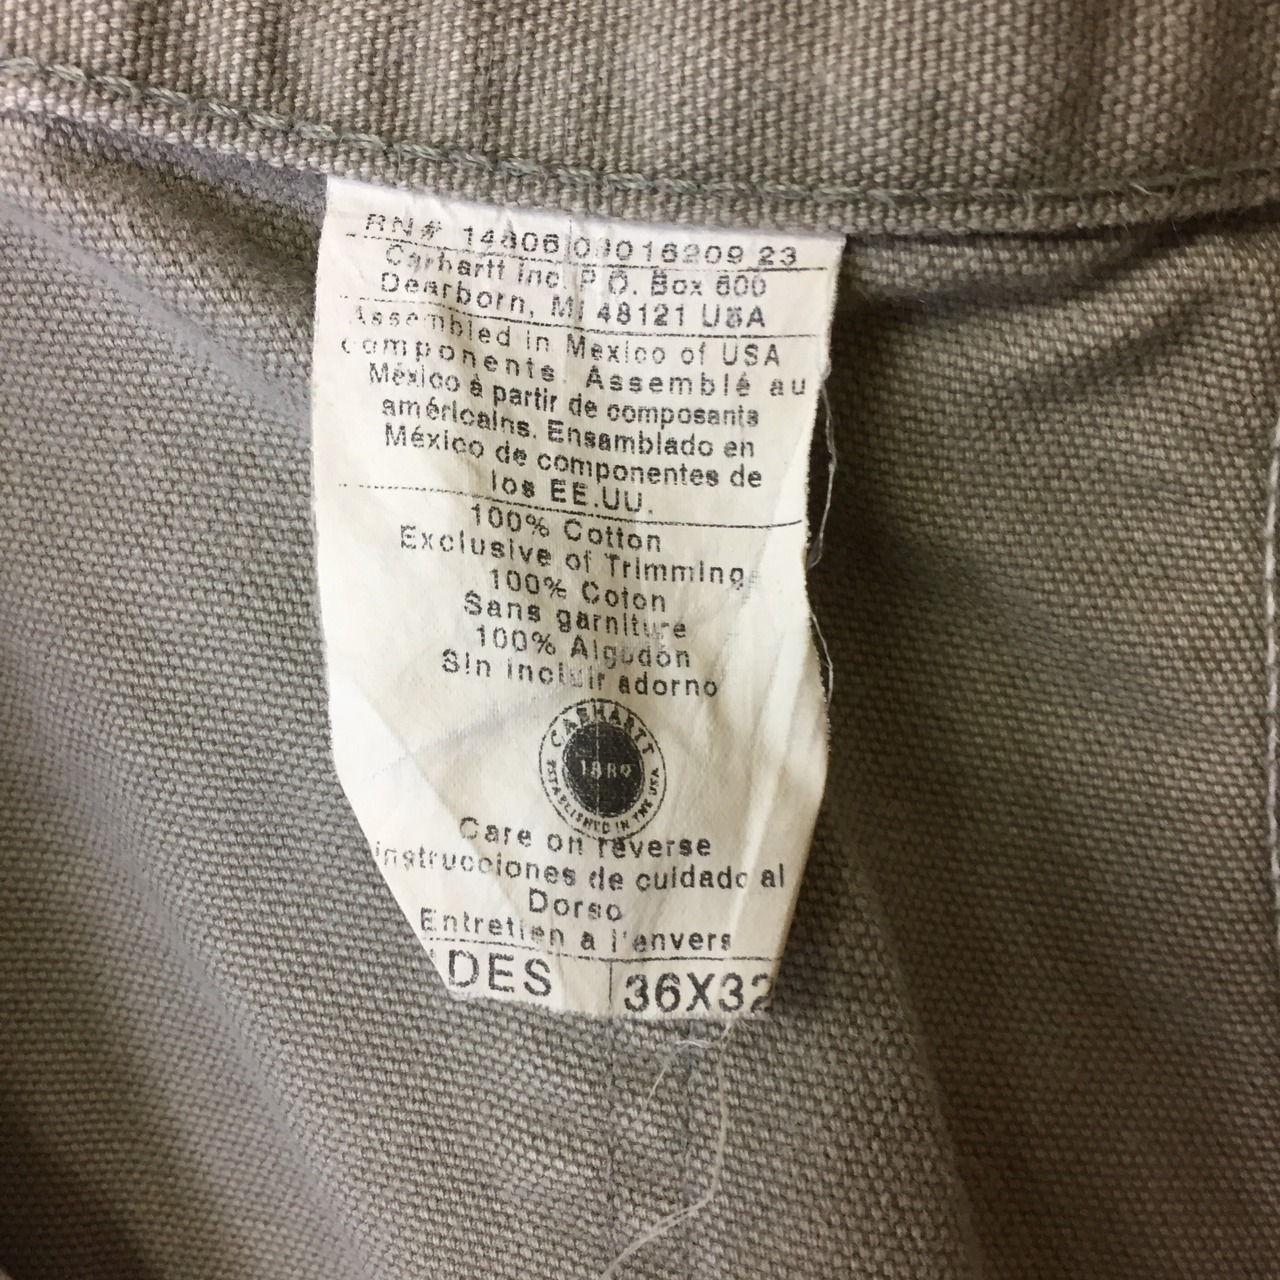 RN# 14806 03016209 23
Carhartt Inc. P.O. Box 600
Dearborn, MI 48121 USA
Assembled in Mexico of USA
components. Assemblé au
México à partir de composants
américains. Ensamblado en
México de componentes de
los EE.UU.
100% Cotton
Exclusive of Trimmings
100% Coton
Sans garniture
100% Algodón
Sin incluir adorno
CARHARTT
1889
ESTABLISHED IN THE USA
Care on reverse
instrucciones de cuidado al
Dorso
Entretien a l'envers
DES 36X32